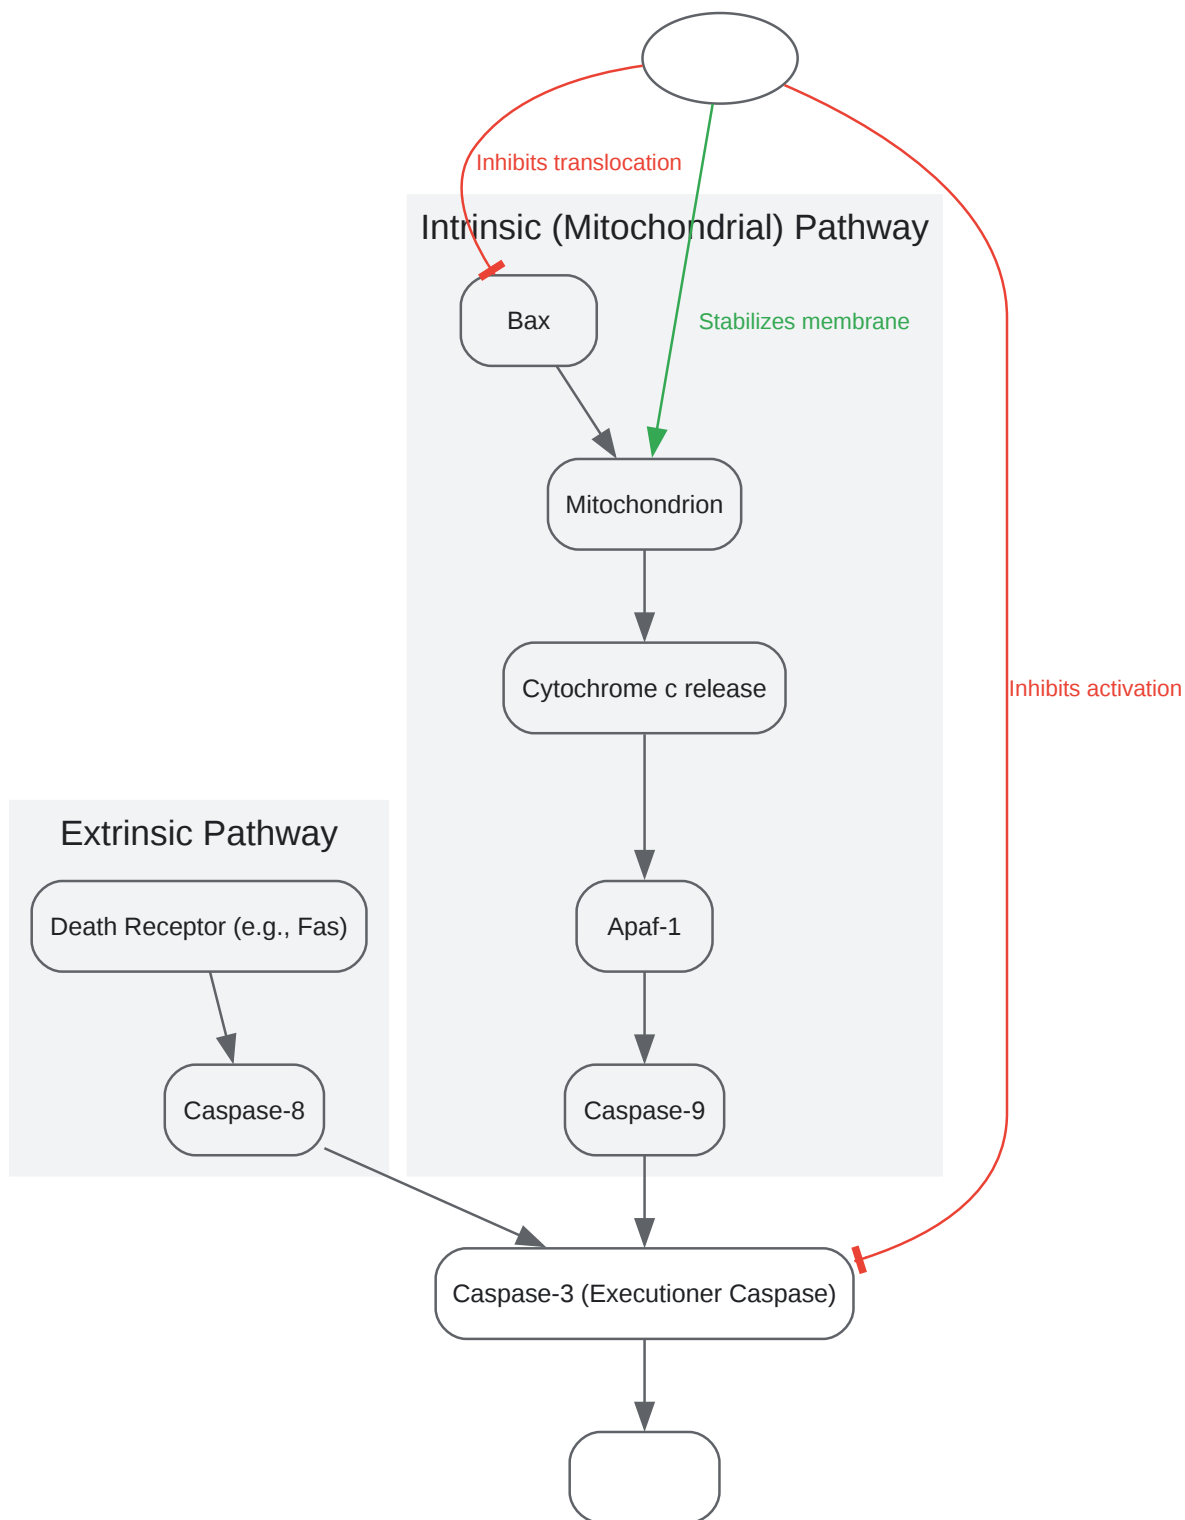 Inhibits translocation
Intrinsic (Mitochondrial) Pathway
Bax
Stabilizes membrane
Mitochondrion
Cytochrome c release
Inhibits activation
Extrinsic Pathway
Death Receptor (e.g., Fas)
Apaf-1
Caspase-8
Caspase-9
Caspase-3 (Executioner Caspase)